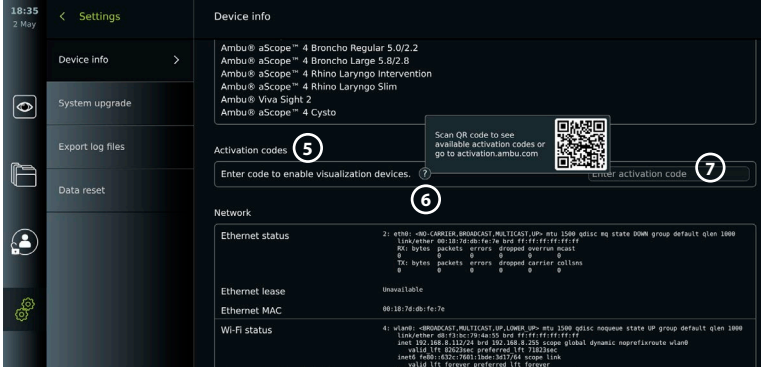 18:35
2 May
Settings
Device info
Device info
System upgrade
Export log files
Data reset
Ambu® aScope™ 4 Broncho Regular 5.0/2.2
Ambu® aScope™ 4 Broncho Large 5.8/2.8
Ambu® aScope™ 4 Rhino Laryngo Intervention
Ambu® aScope™ 4 Rhino Laryngo Slim
Ambu® Viva Sight 2
Ambu® aScope™ 4 Cysto
Scan QR code to see
available activation codes or
go to activation.ambu.com
Activation codes 5
Enter code to enable visualization devices. ?
6
Enter activation code
7
Network
Ethernet status
2: eth0: <NO-CARRIER,BROADCAST,MULTICAST,UP> mtu 1500 qdisc mq state DOWN group default qlen 1000
link/ether 00:18:7d:db:fe:7e brd ff:ff:ff:ff:ff:ff
RX: bytes packets errors dropped overrun mcast
0 0 0 0 0 0
TX: bytes packets errors dropped carrier collsns
0 0 0 0 0 0
Ethernet lease
Unavailable
Ethernet MAC
00:18:7d:db:fe:7e
Wi-Fi status
4: wlan0: <BROADCAST,MULTICAST,UP,LOWER_UP> mtu 1500 qdisc noqueue state UP group default qlen 1000
link/ether d8:f3:bc:79:4a:55 brd ff:ff:ff:ff:ff:ff
inet 192.168.8.112/24 brd 192.168.8.255 scope global dynamic noprefixroute wlan0
valid_lft 82623sec preferred_lft 71823sec
inet6 fe80::632c:7601:1bde:3d17/64 scope link
valid lft forever preferred lft forever